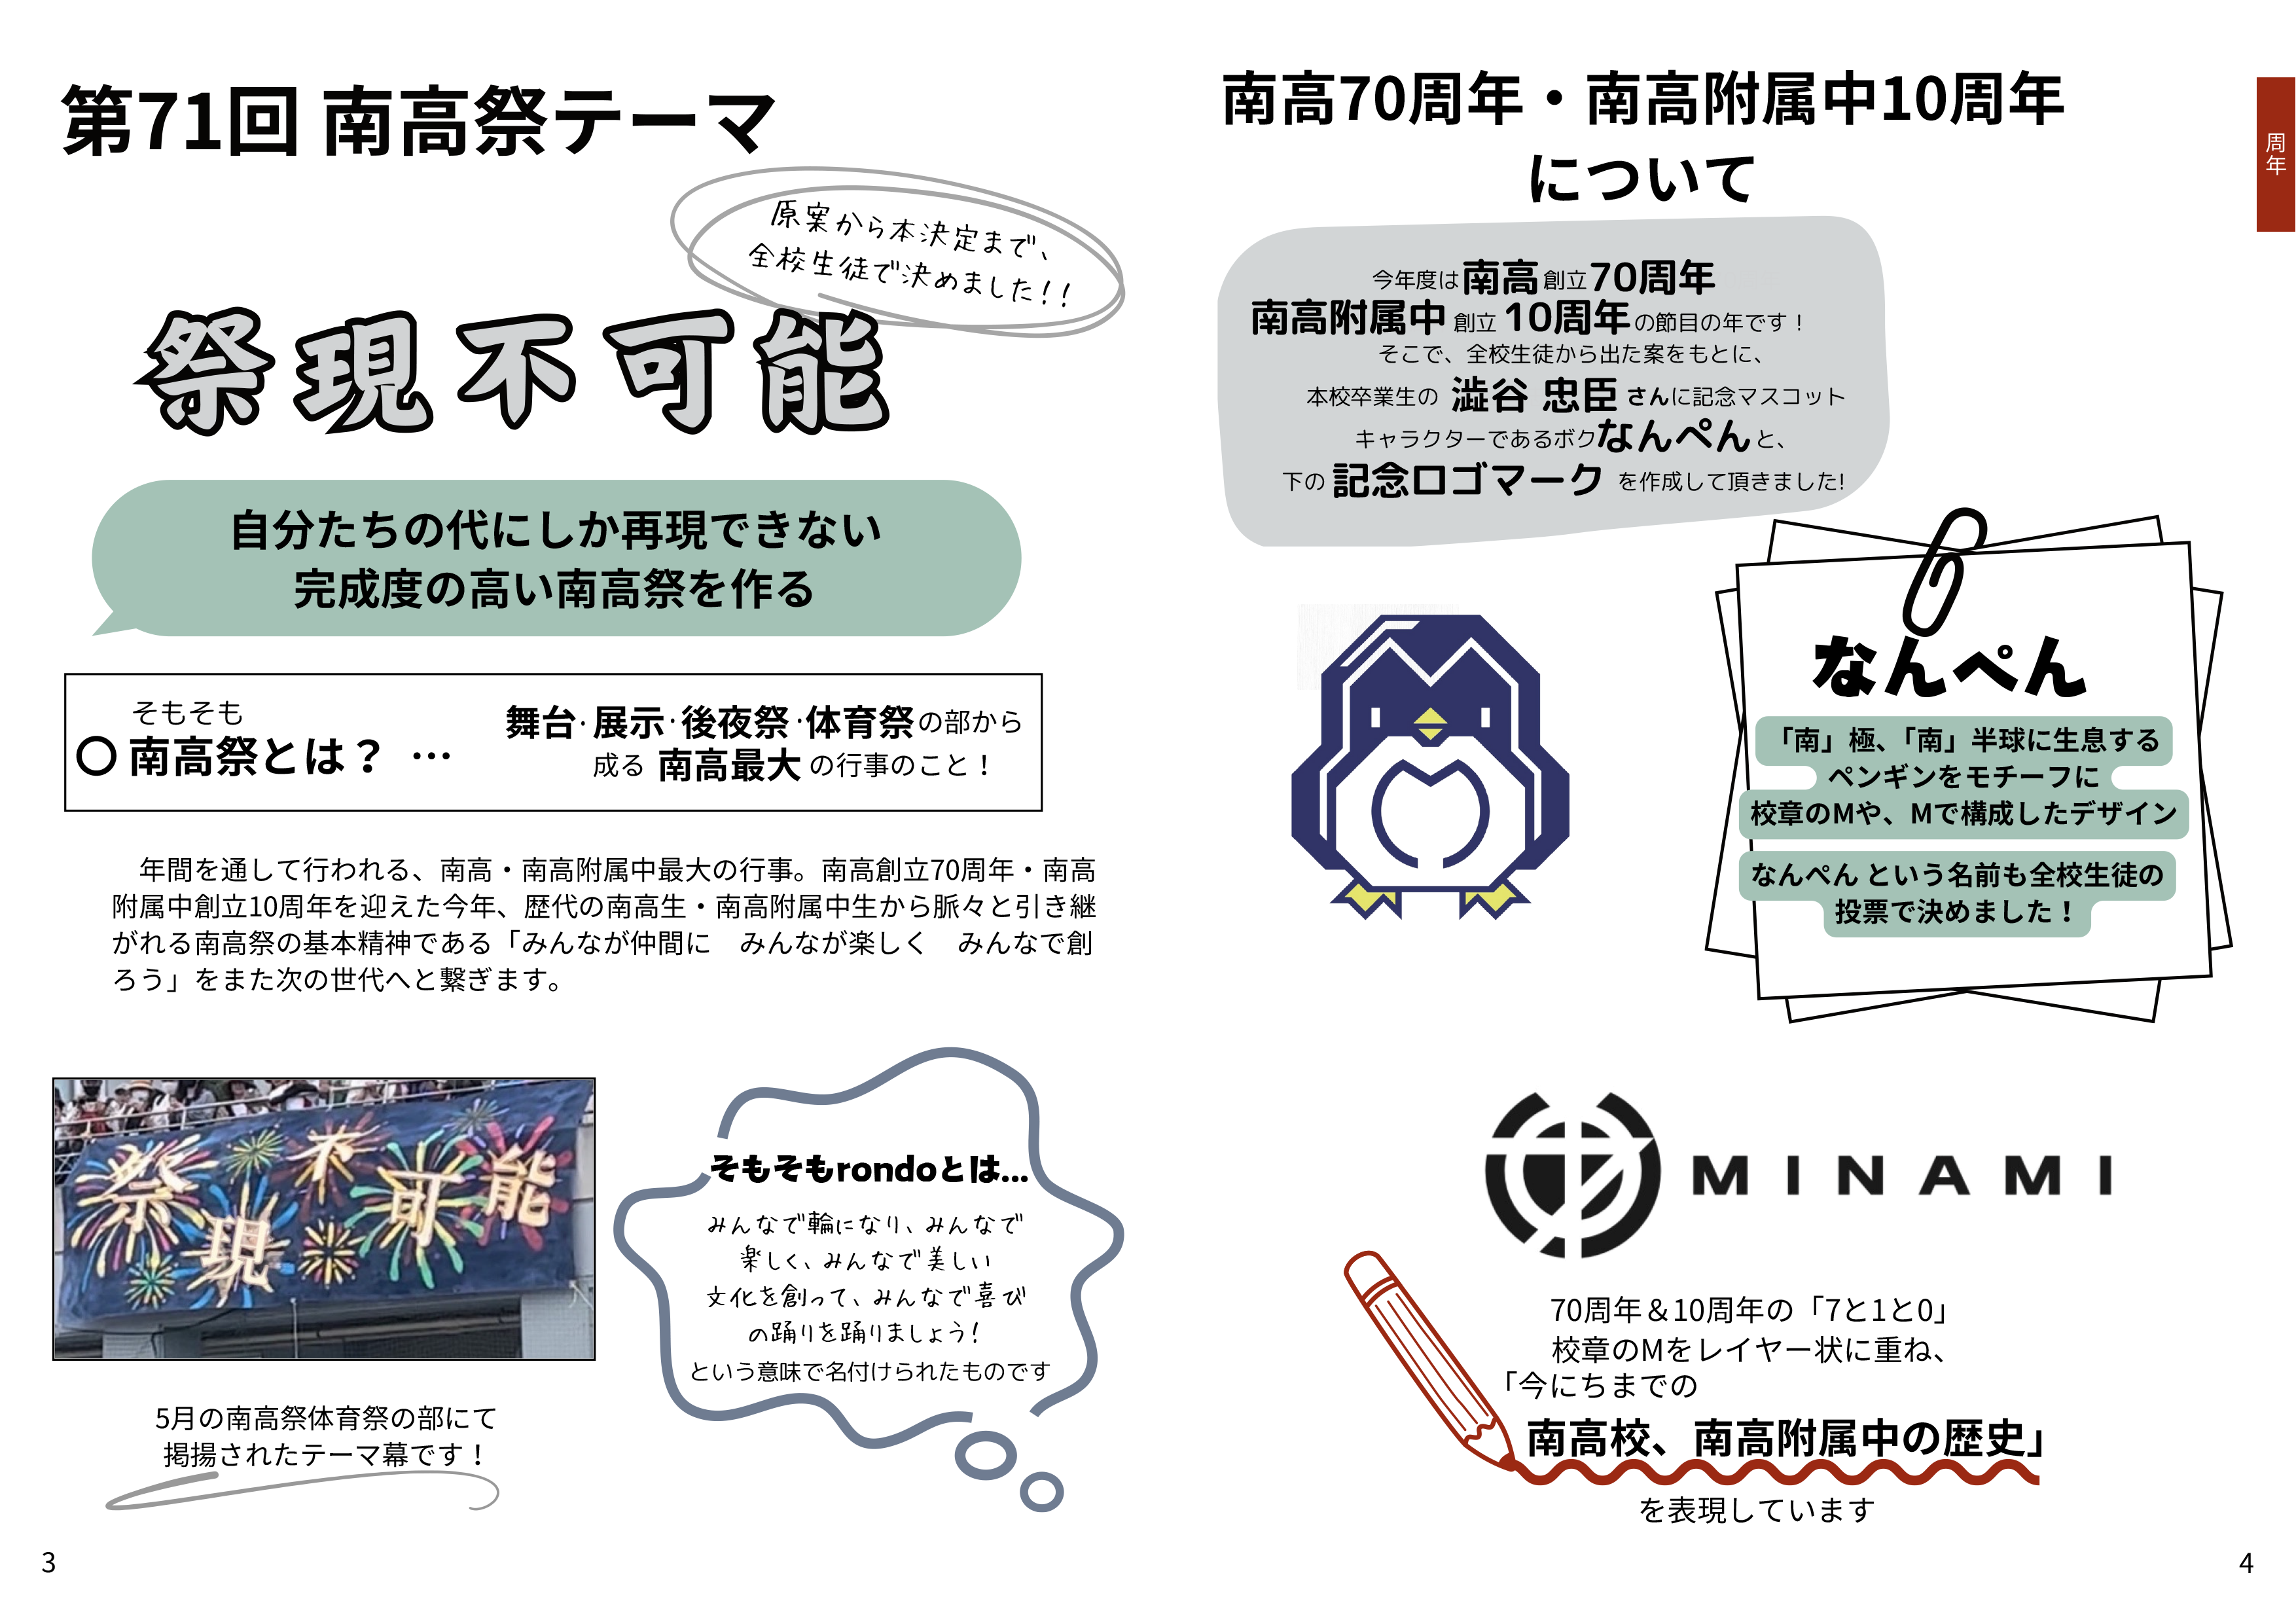 第71回 南高祭テーマ
原案から本決定まで、
全校生徒で決めました!!
祭現不可能
自分たちの代にしか再現できない
完成度の高い南高祭を作る
そもそも
〇南高祭とは？ …
舞台·展示·後夜祭·体育祭の部から
成る 南高最大 の行事のこと！
年間を通して行われる、南高・南高附属中最大の行事。南高創立70周年・南高
附属中創立10周年を迎えた今年、歴代の南高生・南高附属中生から脈々と引き継
がれる南高祭の基本精神である「みんなが仲間に　みんなが楽しく　みんなで創
ろう」をまた次の世代へと繋ぎます。
祭現不可能
5月の南高祭体育祭の部にて
掲揚されたテーマ幕です！
そもそもrondoとは...
みんなで輪になり、みんなで
楽しく、みんなで美しい
文化を創って、みんなで喜び
の踊りを踊りましょう!
という意味で名付けられたものです
3
南高70周年・南高附属中10周年
について
周年
今年度は南高 創立70周年
南高附属中 創立 10周年の節目の年です！
そこで、全校生徒から出た案をもとに、
本校卒業生の 澁谷 忠臣 さんに記念マスコット
キャラクターであるボクなんぺんと、
下の 記念ロゴマーク を作成して頂きました!
なんぺん
「南」極、「南」半球に生息する
ペンギンをモチーフに
校章のMや、Mで構成したデザイン
なんぺん という名前も全校生徒の
投票で決めました！
MINAMI
70周年＆10周年の「7と1と0」
校章のMをレイヤー状に重ね、
「今にちまでの
南高校、南高附属中の歴史」
を表現しています
4